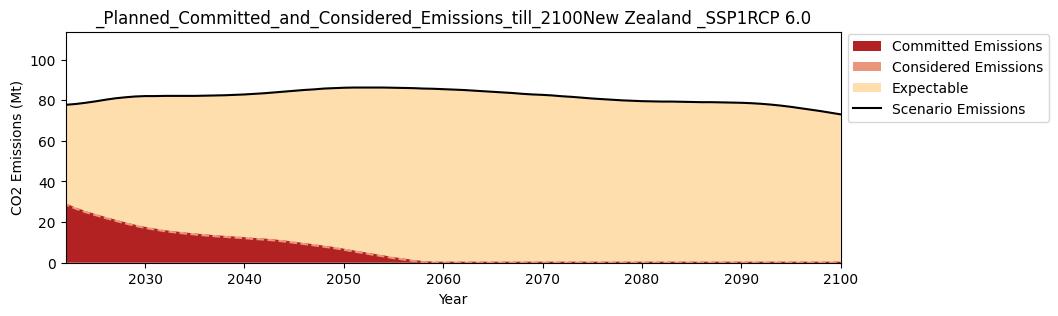 _Planned_Committed_and_Considered_Emissions_till_2100New Zealand _SSP1RCP 6.0
Committed Emissions
Considered Emissions
Expectable
Scenario Emissions
CO2 Emissions (Mt)
100
80
60
40
20
0
2030 2040 2050 2060 2070 2080 2090 2100
Year